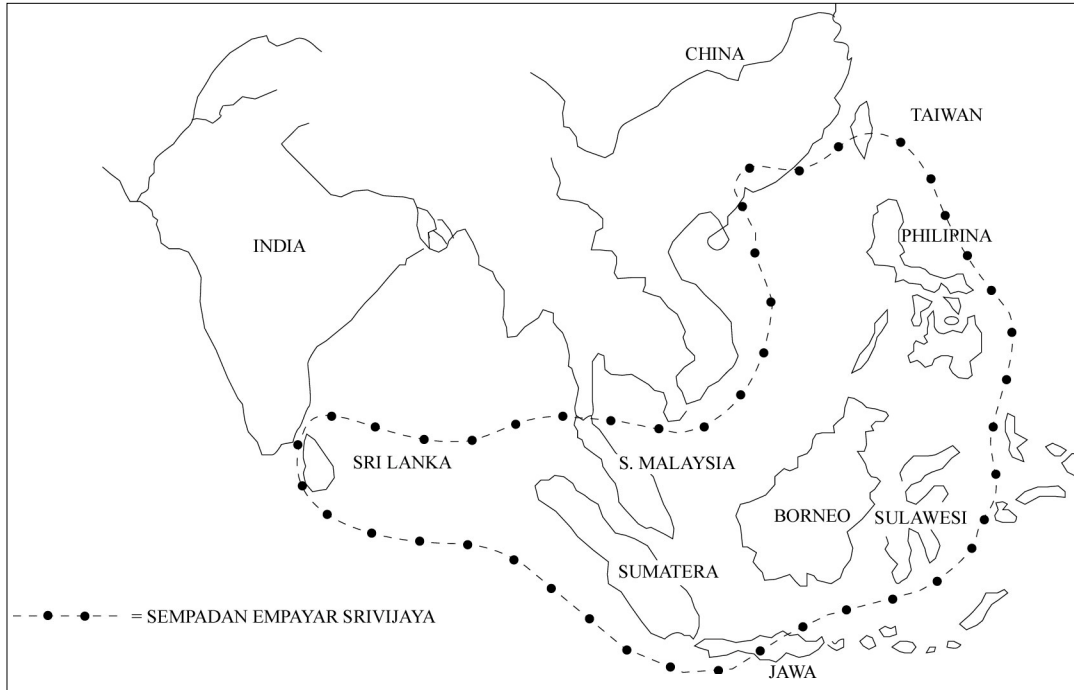 CHINA
TAIWAN
PHILIPINA
INDIA
SRI LANKA
S. MALAYSIA
BORNEO
SULAWESI
SUMATERA
= SEMPADAN EMPAYAR SRIVIJAYA
JAWA